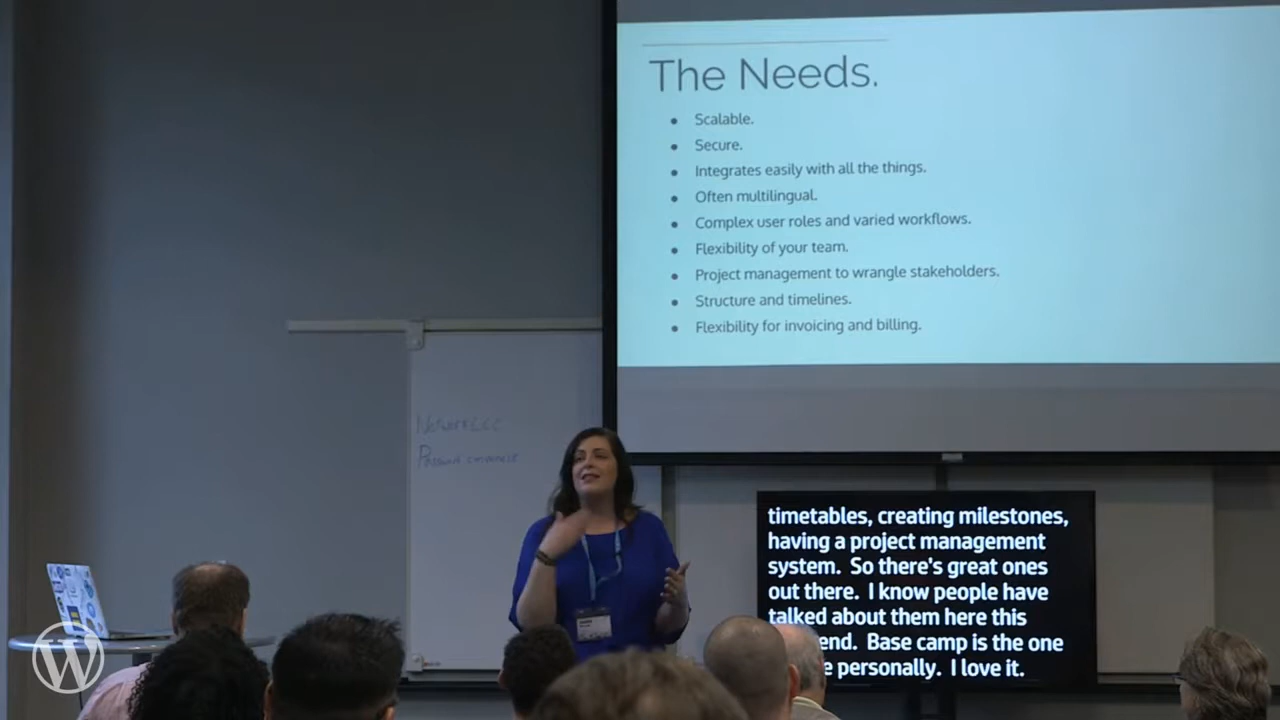 The Needs.
Scalable.
Secure.
Integrates easily with all the things.
Often multilingual.
Complex user roles and varied workflows.
Flexibility of your team.
Project management to wrangle stakeholders.
Structure and timelines.
Flexibility for invoicing and billing.
timetables, creating milestones,
having a project management
system. So there's great ones
out there. I know people have
talked about them here this
end. Base camp is the one
personally. I love it.